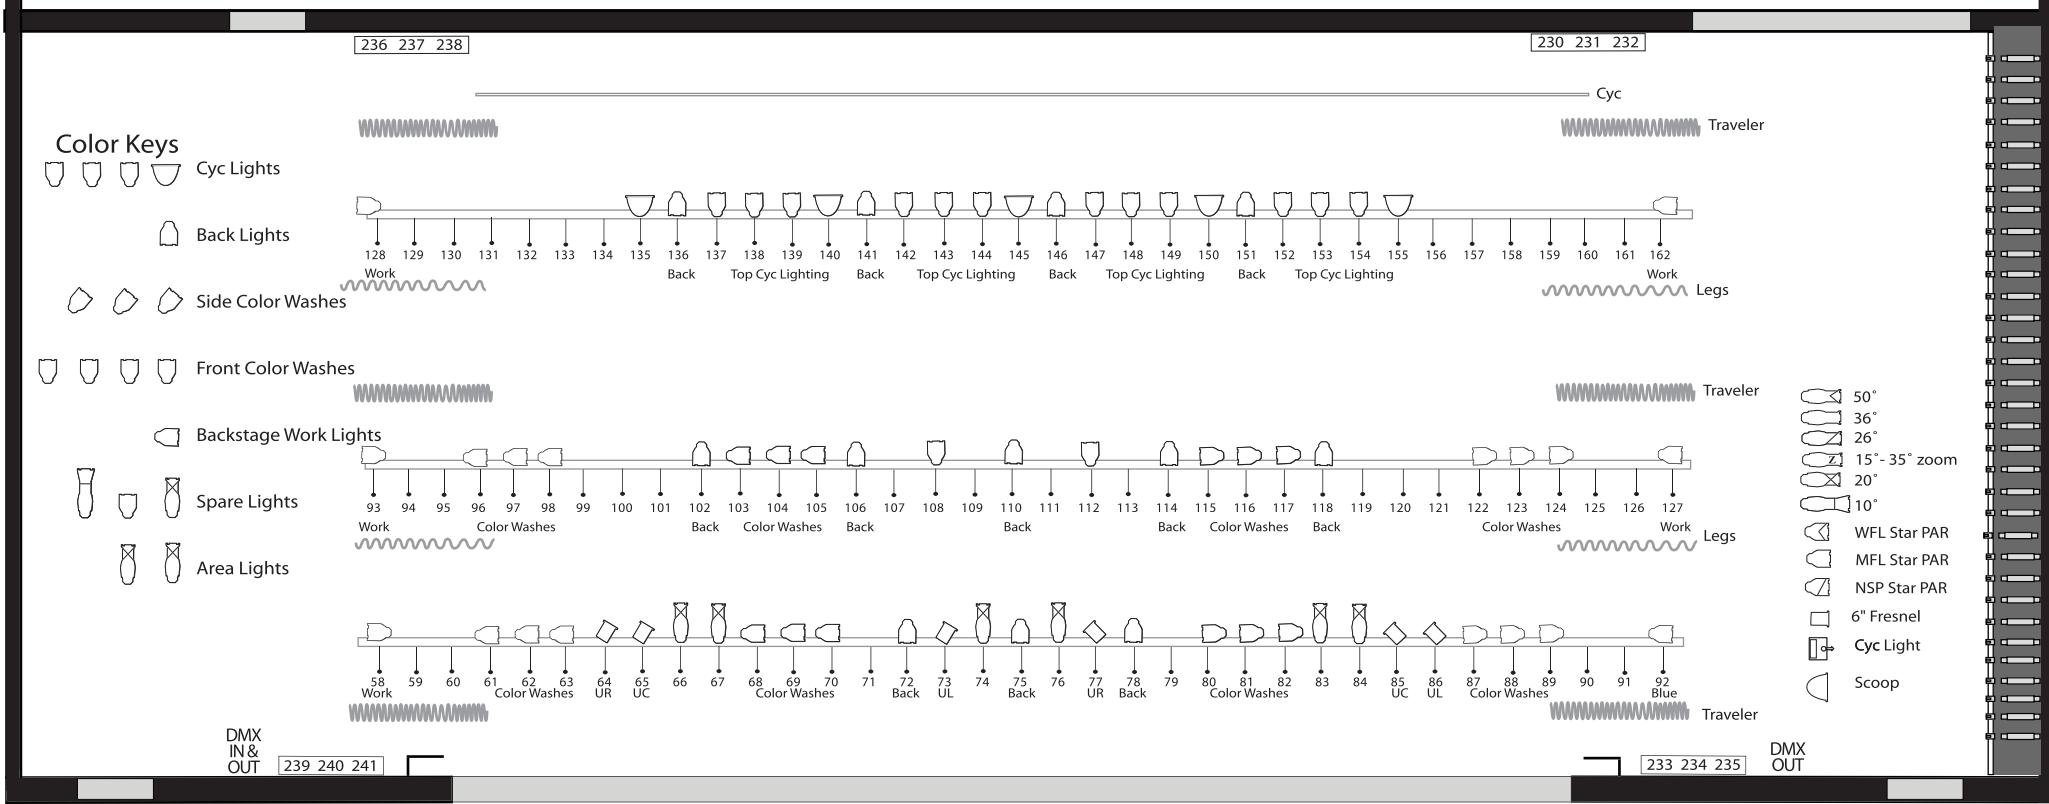 236 237 238
230 231 232
Cyc
Traveler
Color Keys
Cyc Lights
Back Lights
128 129 130 131 132 133 134 135 136 137 138 139 140 141 142 143 144 145 146 147 148 149 150 151 152 153 154 155 156 157 158 159 160 161 162
Work Back Top Cyc Lighting Back Top Cyc Lighting Back Top Cyc Lighting Back Top Cyc Lighting Work
Legs
Side Color Washes
Front Color Washes
Traveler
Backstage Work Lights
Spare Lights
93 94 95 96 97 98 99 100 101 102 103 104 105 106 107 108 109 110 111 112 113 114 115 116 117 118 119 120 121 122 123 124 125 126 127
Work Color Washes Back Color Washes Back Back Back Color Washes Back Color Washes Work
Legs
Area Lights
58 59 60 61 62 63 64 65 66 67 68 69 70 71 72 73 74 75 76 77 78 79 80 81 82 83 84 85 86 87 88 89 90 91 92
Work Color Washes UR UC Color Washes Back UL Back UR Back Color Washes UC UL Color Washes Blue
Traveler
50°
36°
26°
Z 15°- 35° zoom
20°
10°
WFL Star PAR
MFL Star PAR
NSP Star PAR
6" Fresnel
Cyc Light
Scoop
DMX
IN &
OUT
239 240 241
233 234 235
DMX
OUT